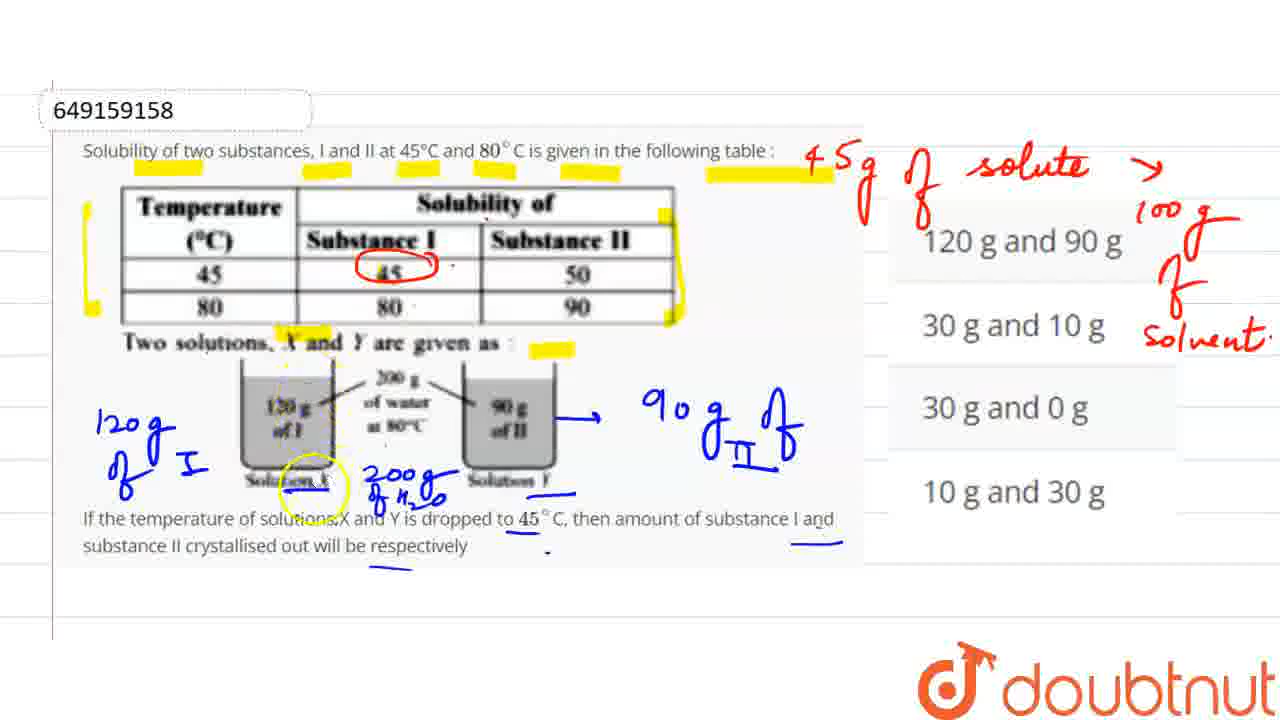 649159158
Solubility of two substances, I and II at 45°C and 80°C is given in the following table :
Temperature (°C) Solubility of
Substance I Substance II
45 45 50
80 80 90
Two solutions, X and Y are given as :
120 g of I
200 g of water at 80°C
90 g of II
Solution X Solution Y
If the temperature of solutions X and Y is dropped to 45°C, then amount of substance I and
substance II crystallised out will be respectively
120g
of I
200g
of H2O
90 g of
II
45g of solute →
100 g
of
solvent.
120 g and 90 g
30 g and 10 g
30 g and 0 g
10 g and 30 g
doubtnut